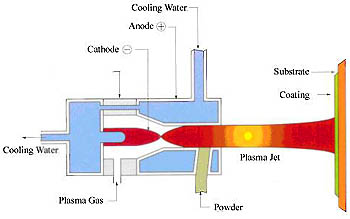 Cooling Water
Anode ⊕
Cathode ⊖
Substrate
Coating
Cooling Water
Plasma Jet
Plasma Gas
Powder